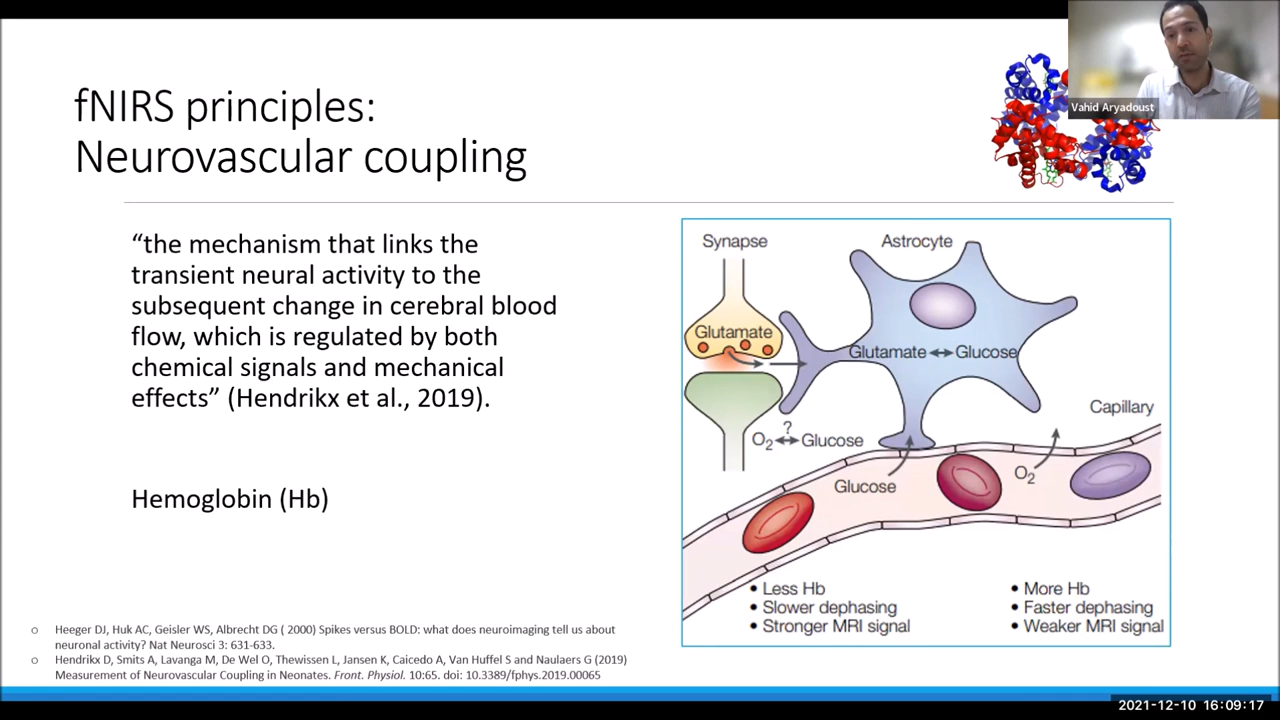 Vahid Aryadoust
fNIRS principles:
Neurovascular coupling
“the mechanism that links the
transient neural activity to the
subsequent change in cerebral blood
flow, which is regulated by both
chemical signals and mechanical
effects” (Hendrikx et al., 2019).
Hemoglobin (Hb)
Synapse
Astrocyte
Glutamate
Glutamate
Glucose
Capillary
?
O2
Glucose
Glucose
O2
• Less Hb
• Slower dephasing
• Stronger MRI signal
• More Hb
• Faster dephasing
• Weaker MRI signal
o Heeger DJ, Huk AC, Geisler WS, Albrecht DG ( 2000) Spikes versus BOLD: what does neuroimaging tell us about
neuronal activity? Nat Neurosci 3: 631-633.
o Hendrikx D, Smits A, Lavanga M, De Wel O, Thewissen L, Jansen K, Caicedo A, Van Huffel S and Naulaers G (2019)
Measurement of Neurovascular Coupling in Neonates. Front. Physiol. 10:65. doi: 10.3389/fphys.2019.00065
2021-12-10 16:09:17